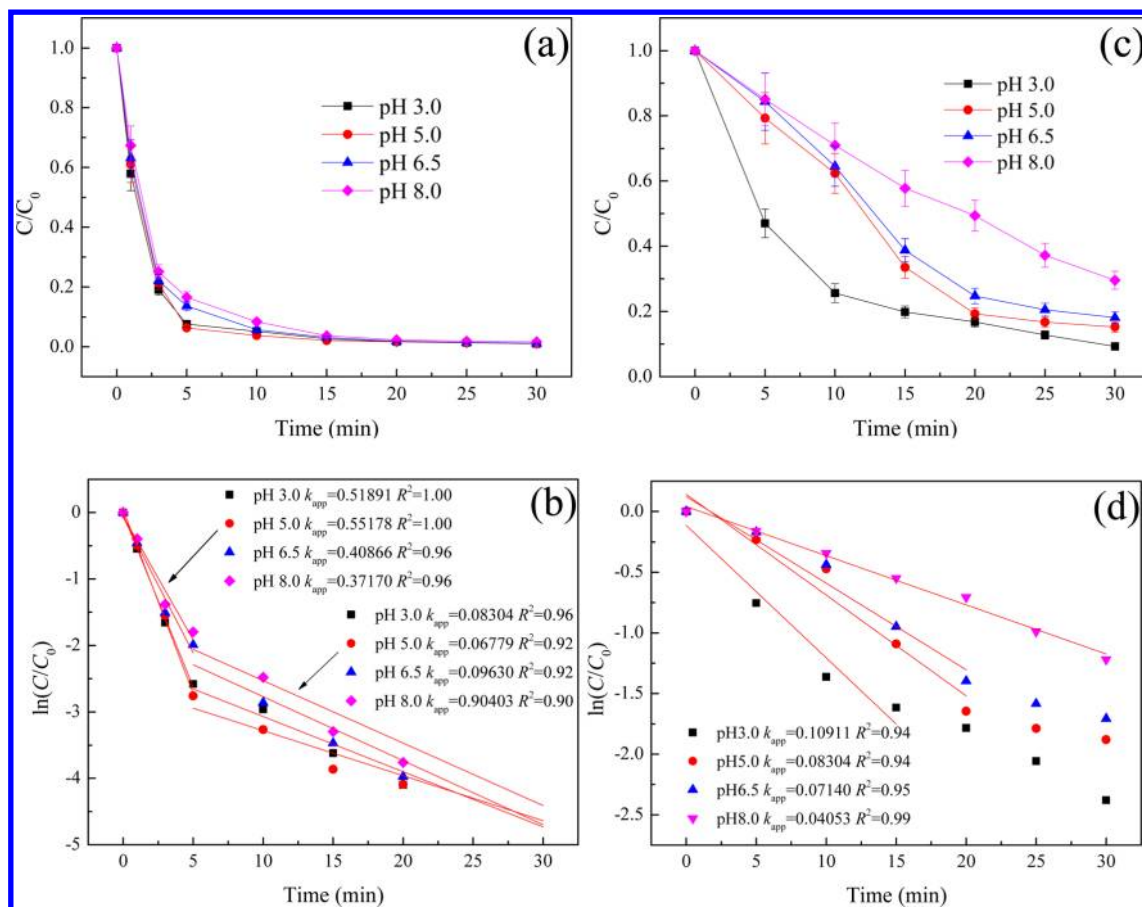 (a)
1.0
0.8
0.6
0.4
0.2
0.0
C/C0
pH 3.0
pH 5.0
pH 6.5
pH 8.0
0 5 10 15 20 25 30
Time (min)
(c)
1.0
0.8
0.6
0.4
0.2
0.0
C/C0
pH 3.0
pH 5.0
pH 6.5
pH 8.0
0 5 10 15 20 25 30
Time (min)
(b)
0
-1
-2
-3
-4
-5
ln(C/C0)
pH 3.0 kapp=0.51891 R2=1.00
pH 5.0 kapp=0.55178 R2=1.00
pH 6.5 kapp=0.40866 R2=0.96
pH 8.0 kapp=0.37170 R2=0.96
pH 3.0 kapp=0.08304 R2=0.96
pH 5.0 kapp=0.06779 R2=0.92
pH 6.5 kapp=0.09630 R2=0.92
pH 8.0 kapp=0.90403 R2=0.90
0 5 10 15 20 30
Time (min)
(d)
0.0
-0.5
-1.0
-1.5
-2.0
-2.5
ln(C/C0)
pH3.0 kapp=0.10911 R2=0.94
pH5.0 kapp=0.08304 R2=0.94
pH6.5 kapp=0.07140 R2=0.95
pH8.0 kapp=0.04053 R2=0.99
0 5 10 15 20 25 30
Time (min)